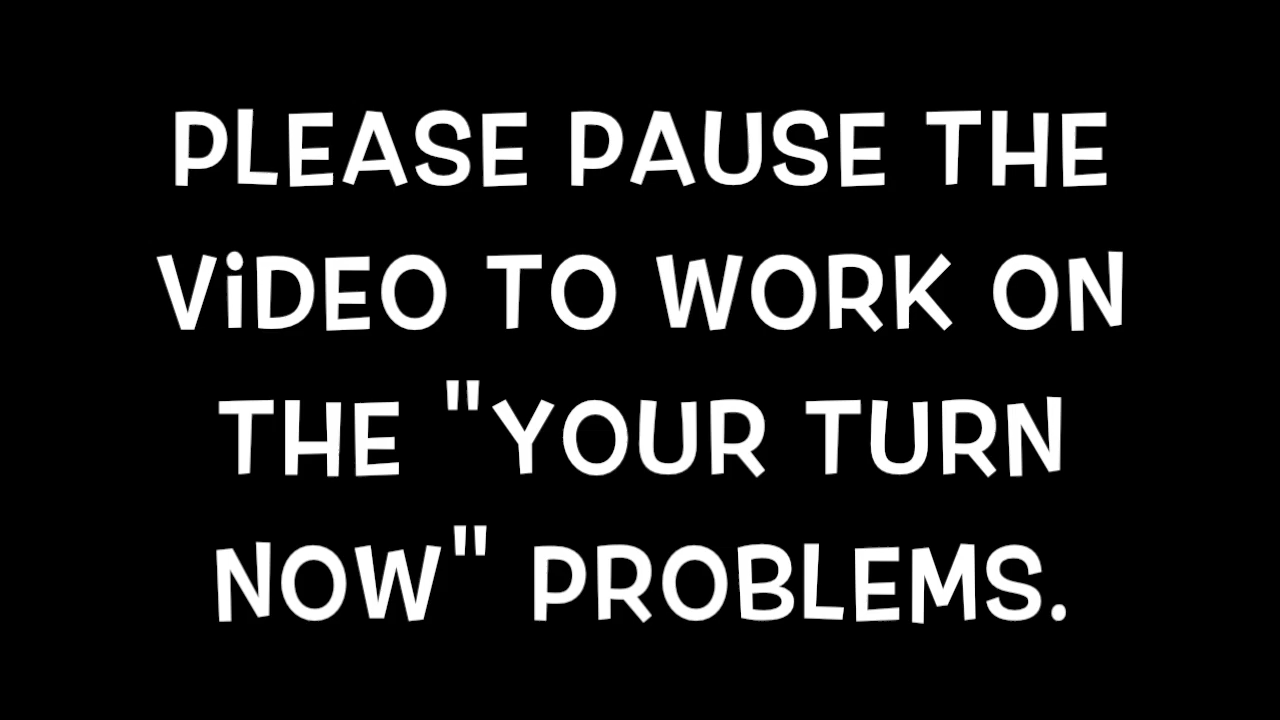 PLEASE PAUSE THE
ViDEO TO WORK ON
THE "YOUR TURN
NOW" PROBLEMS.